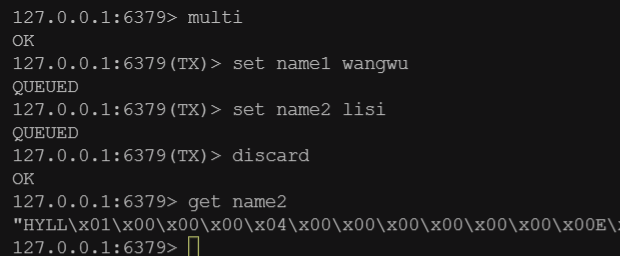 127.0.0.1:6379> multi
OK
127.0.0.1:6379(TX)> set name1 wangwu
QUEUED
127.0.0.1:6379(TX)> set name2 lisi
QUEUED
127.0.0.1:6379(TX)> discard
OK
127.0.0.1:6379> get name2
"HYLL\x01\x00\x00\x00\x04\x00\x00\x00\x00\x00\x00\x00E\x
127.0.0.1:6379>